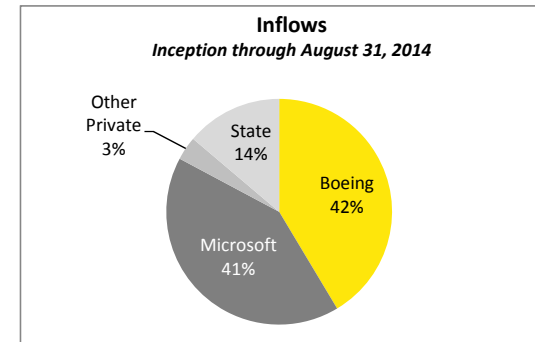 Inflows
Inception through August 31, 2014
Other
Private
3%
State
14%
Boeing
42%
Microsoft
41%